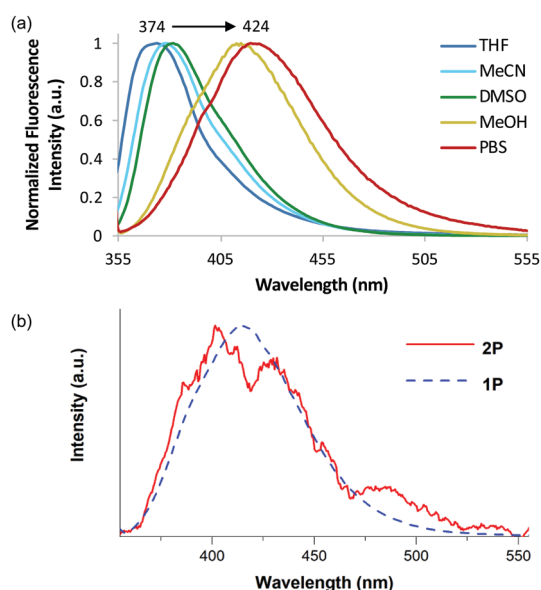 (a)
374 → 424
Normalized Fluorescence
Intensity (a.u.)
1
0.8
0.6
0.4
0.2
0
THF
MeCN
DMSO
MeOH
PBS
355 405 455 505 555
Wavelength (nm)
(b)
Intensity (a.u.)
2P
1P
400 450 500 550
Wavelength (nm)